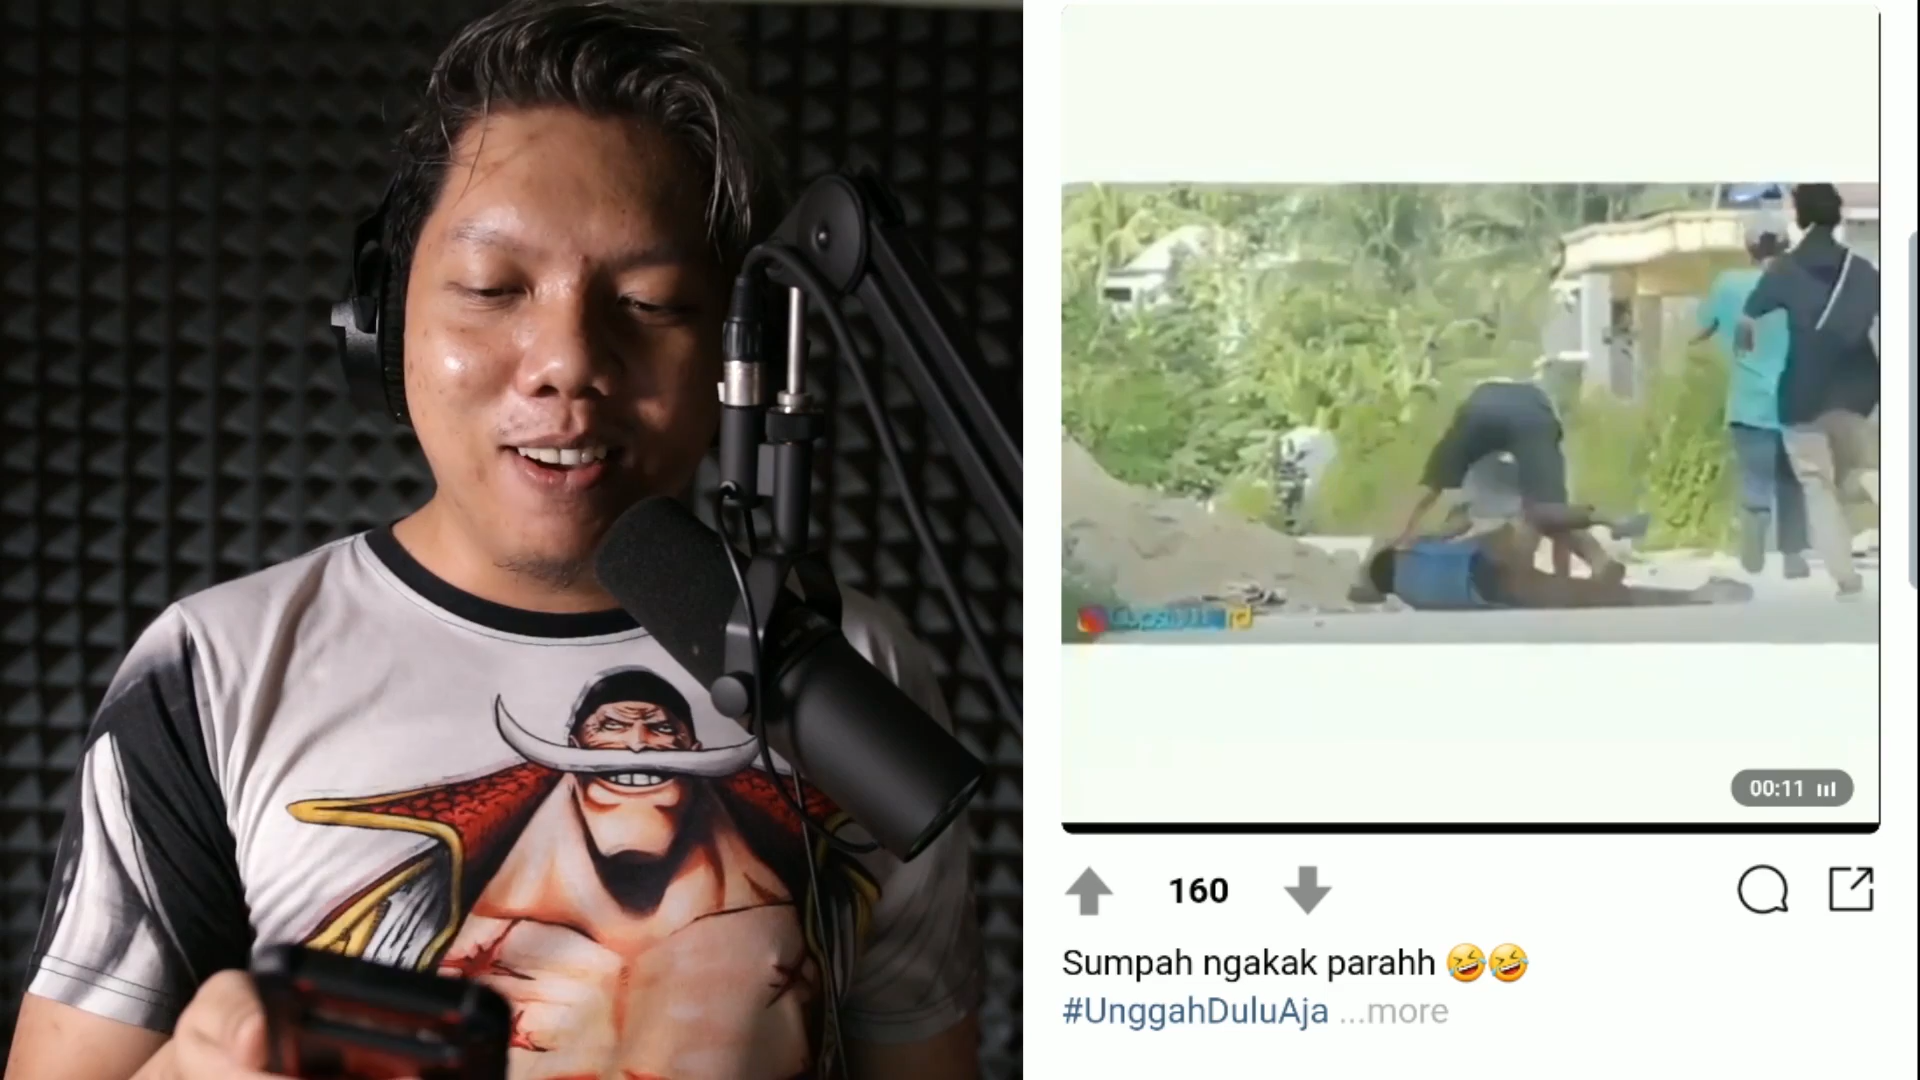 00:11
160
Sumpah ngakak parahh 🤣🤣
#UnggahDuluAja ...more